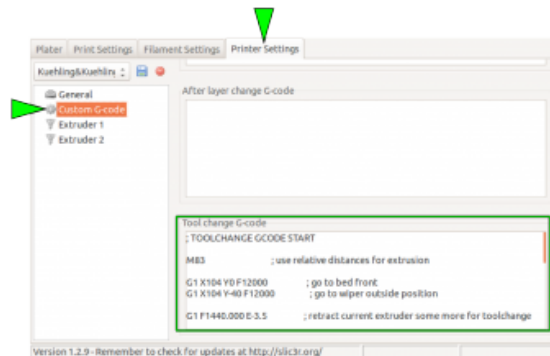 Plater Print Settings Filament Settings Printer Settings
Kuehling&Kuehling
General
Custom G-code
Extruder 1
Extruder 2
After layer change G-code
Tool change G-code
; TOOLCHANGE GCODE START
M83 ; use relative distances for extrusion
G1 X104 Y0 F12000 ; go to bed front
G1 X104 Y-40 F12000 ; go to wiper outside position
G1 F1440.000 E-3.5 ; retract current extruder some more for toolchange
Version 1.2.9 - Remember to check for updates at http://slic3r.org/